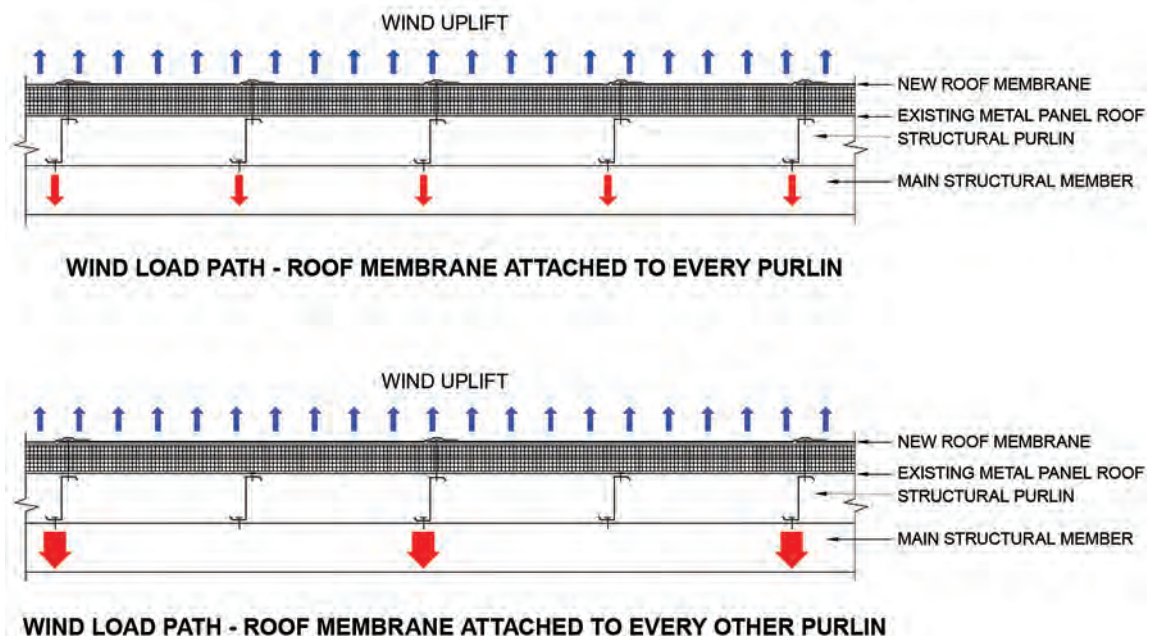 WIND UPLIFT
NEW ROOF MEMBRANE
EXISTING METAL PANEL ROOF
STRUCTURAL PURLIN
MAIN STRUCTURAL MEMBER
WIND LOAD PATH - ROOF MEMBRANE ATTACHED TO EVERY PURLIN
WIND UPLIFT
NEW ROOF MEMBRANE
EXISTING METAL PANEL ROOF
STRUCTURAL PURLIN
MAIN STRUCTURAL MEMBER
WIND LOAD PATH - ROOF MEMBRANE ATTACHED TO EVERY OTHER PURLIN